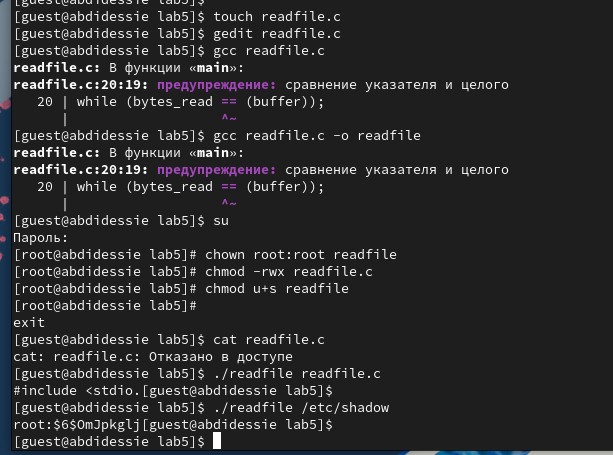 [guest@abdidessie lab5]$ touch readfile.c
[guest@abdidessie lab5]$ gedit readfile.c
[guest@abdidessie lab5]$ gcc readfile.c
readfile.c: В функции «main»:
readfile.c:20:19: предупреждение: сравнение указателя и целого
   20 | while (bytes_read == (buffer));
      |                   ^~
[guest@abdidessie lab5]$ gcc readfile.c -o readfile
readfile.c: В функции «main»:
readfile.c:20:19: предупреждение: сравнение указателя и целого
   20 | while (bytes_read == (buffer));
      |                   ^~
[guest@abdidessie lab5]$ su
Пароль:
[root@abdidessie lab5]# chown root:root readfile
[root@abdidessie lab5]# chmod -rwx readfile.c
[root@abdidessie lab5]# chmod u+s readfile
[root@abdidessie lab5]#
exit
[guest@abdidessie lab5]$ cat readfile.c
cat: readfile.c: Отказано в доступе
[guest@abdidessie lab5]$ ./readfile readfile.c
#include <stdio.[guest@abdidessie lab5]$
[guest@abdidessie lab5]$ ./readfile /etc/shadow
root:$6$OmJpkglj[guest@abdidessie lab5]$
[guest@abdidessie lab5]$